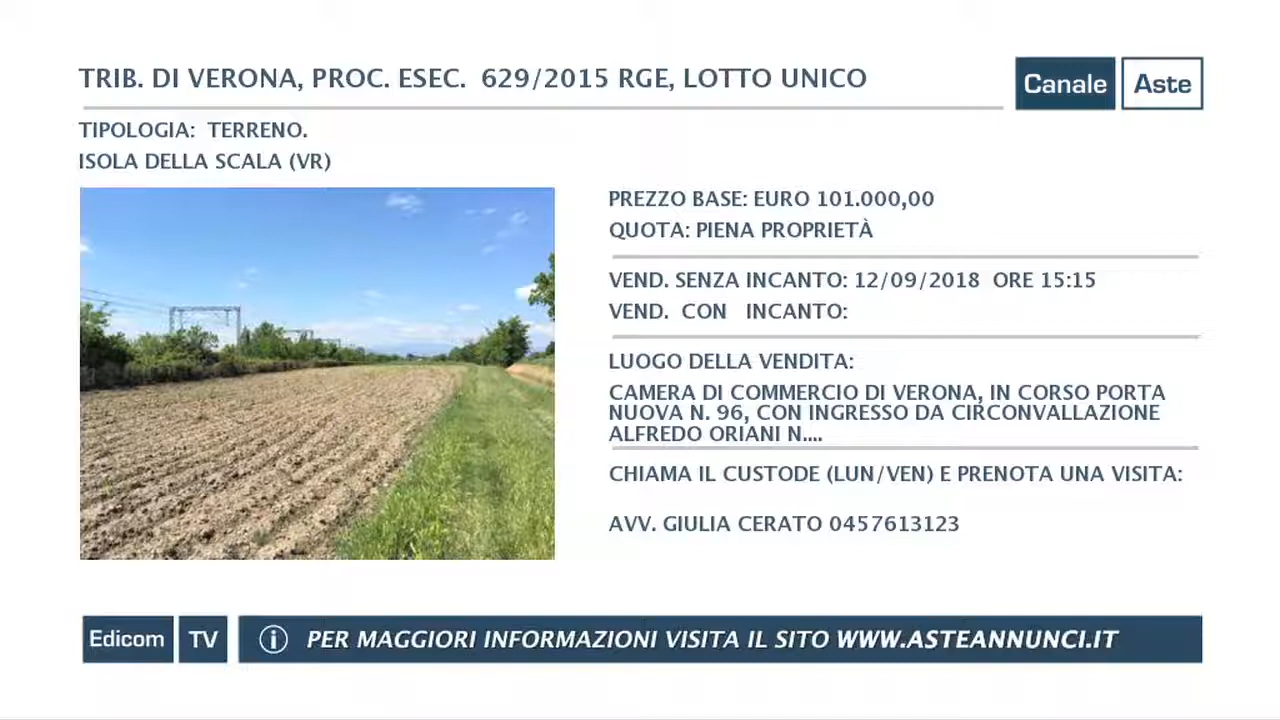 TRIB. DI VERONA, PROC. ESEC. 629/2015 RGE, LOTTO UNICO
Canale Aste
TIPOLOGIA: TERRENO.
ISOLA DELLA SCALA (VR)
PREZZO BASE: EURO 101.000,00
QUOTA: PIENA PROPRIETÀ
VEND. SENZA INCANTO: 12/09/2018 ORE 15:15
VEND. CON INCANTO:
LUOGO DELLA VENDITA:
CAMERA DI COMMERCIO DI VERONA, IN CORSO PORTA
NUOVA N. 96, CON INGRESSO DA CIRCONVALLAZIONE
ALFREDO ORIANI N....
CHIAMA IL CUSTODE (LUN/VEN) E PRENOTA UNA VISITA:
AVV. GIULIA CERATO 0457613123
Edicom TV
PER MAGGIORI INFORMAZIONI VISITA IL SITO WWW.ASTEANNUNCI.IT